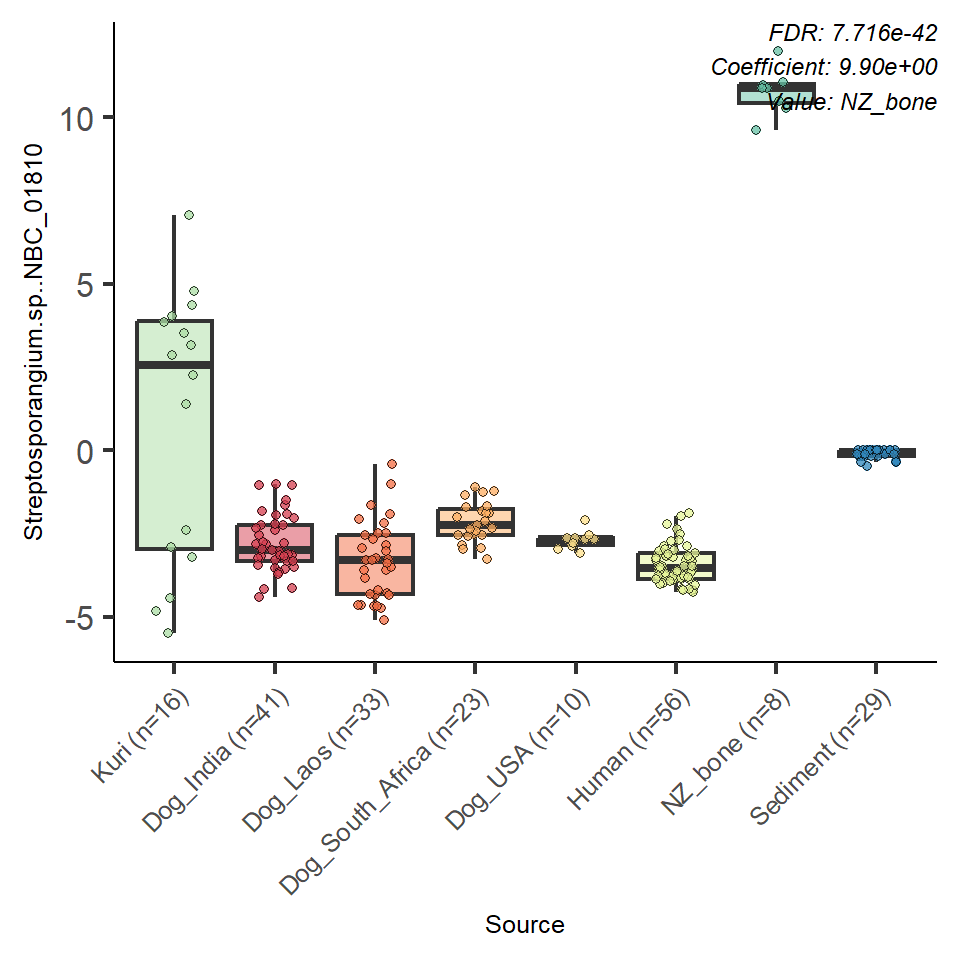 FDR: 7.716e-42
Coefficient: 9.90e+00
Value: NZ_bone
10
5
0
-5
Streptosporangium.sp..NBC_01810
Kuri (n=16)
Dog_India (n=41)
Dog_Laos (n=33)
Dog_South_Africa (n=23)
Dog_USA (n=10)
Human (n=56)
NZ_bone (n=8)
Sediment (n=29)
Source